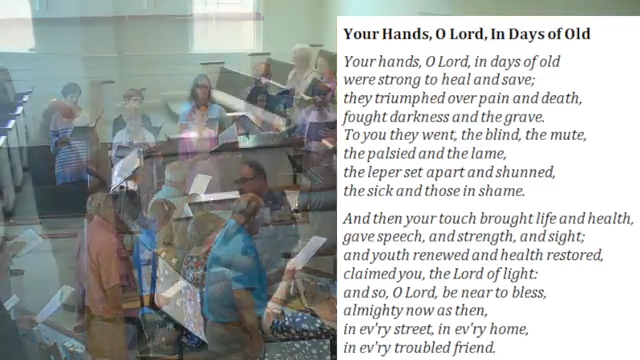 Your Hands, O Lord, In Days of Old
Your hands, O Lord, in days of old
were strong to heal and save;
they triumphed over pain and death,
fought darkness and the grave.
To you they went, the blind, the mute,
the palsied and the lame,
the leper set apart and shunned,
the sick and those in shame.
And then your touch brought life and health,
gave speech, and strength, and sight;
and youth renewed and health restored,
claimed you, the Lord of light:
and so, O Lord, be near to bless,
almighty now as then,
in ev'ry street, in ev'ry home,
in ev'ry troubled friend.